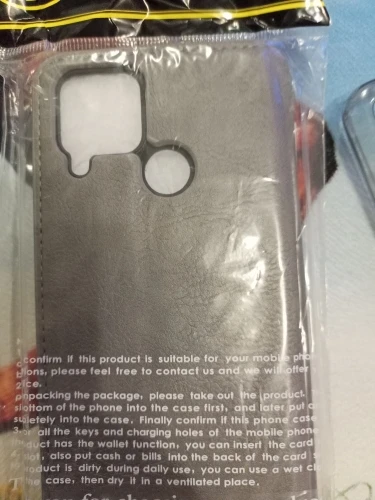 confirm if this product is suitable for your mobile pho
tions, please feel free to contact us and we will offer
ice.
npacking the package, please take out the product,
ottom of the phone into the case first, and later put
letely into the case. Finally confirm if this phone case
3. all the keys and charging holes of the mobile phone
duct has the wallet function, you can insert the card
also put cash or bills into the back of the card
duct is dirty during daily use, you can use a wet cl
case, then dry it in a ventilated place.